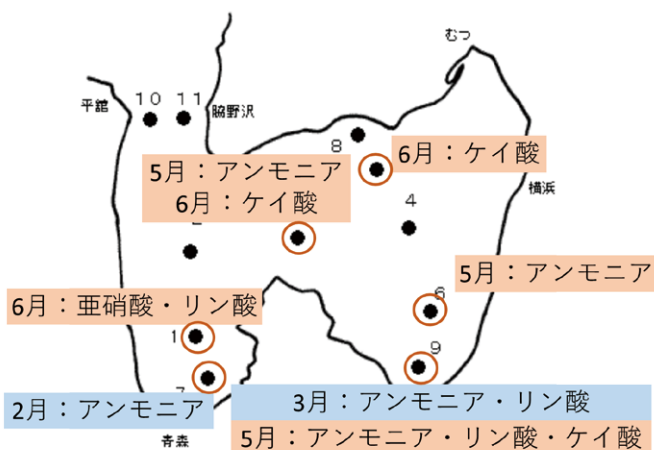 むつ
平舘
10
11
脇野沢
8
6月：ケイ酸
5月：アンモニア
6月：ケイ酸
4
横浜
5月：アンモニア
6
6月：亜硝酸・リン酸
1
9
2月：アンモニア
3月：アンモニア・リン酸
5月：アンモニア・リン酸・ケイ酸
青森